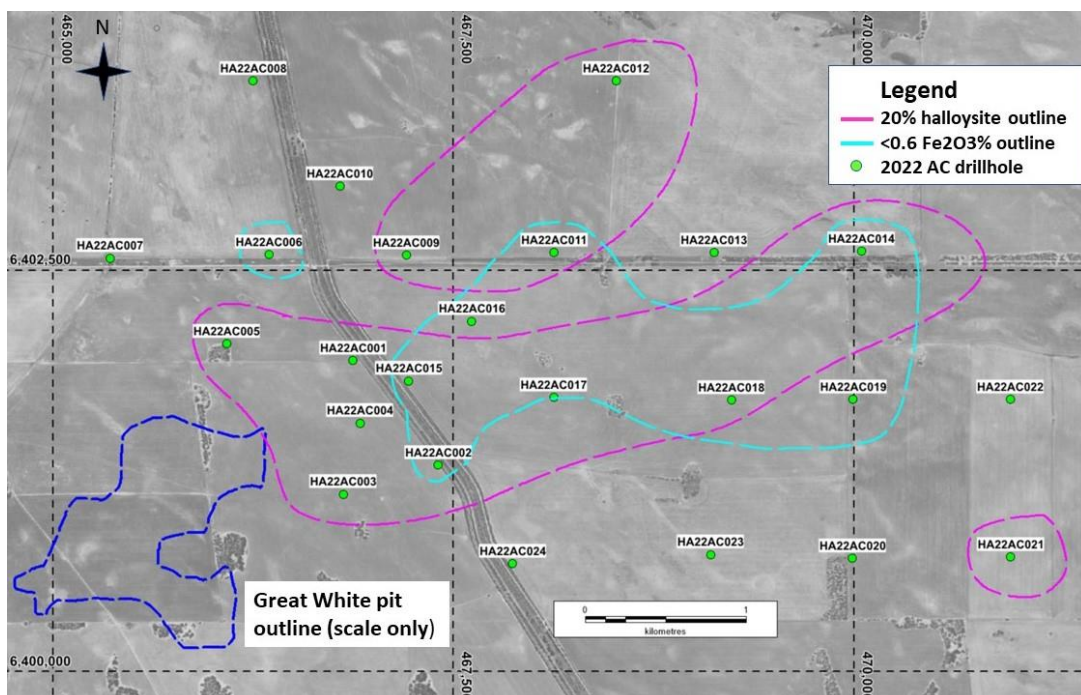 N
465,000
467,500
470,000
HA22AC008
HA22AC012
Legend
20% halloysite outline
<0.6 Fe2O3% outline
2022 AC drillhole
HA22AC010
HA22AC007
HA22AC006
HA22AC009
HA22AC011
HA22AC013
HA22AC014
6,402,500
HA22AC016
HA22AC005
HA22AC001
HA22AC015
HA22AC017
HA22AC018
HA22AC019
HA22AC022
HA22AC004
HA22AC002
HA22AC003
HA22AC024
HA22AC023
HA22AC020
HA22AC021
Great White pit
outline (scale only)
0
1
kilometres
6,400,000
467,500
470,000